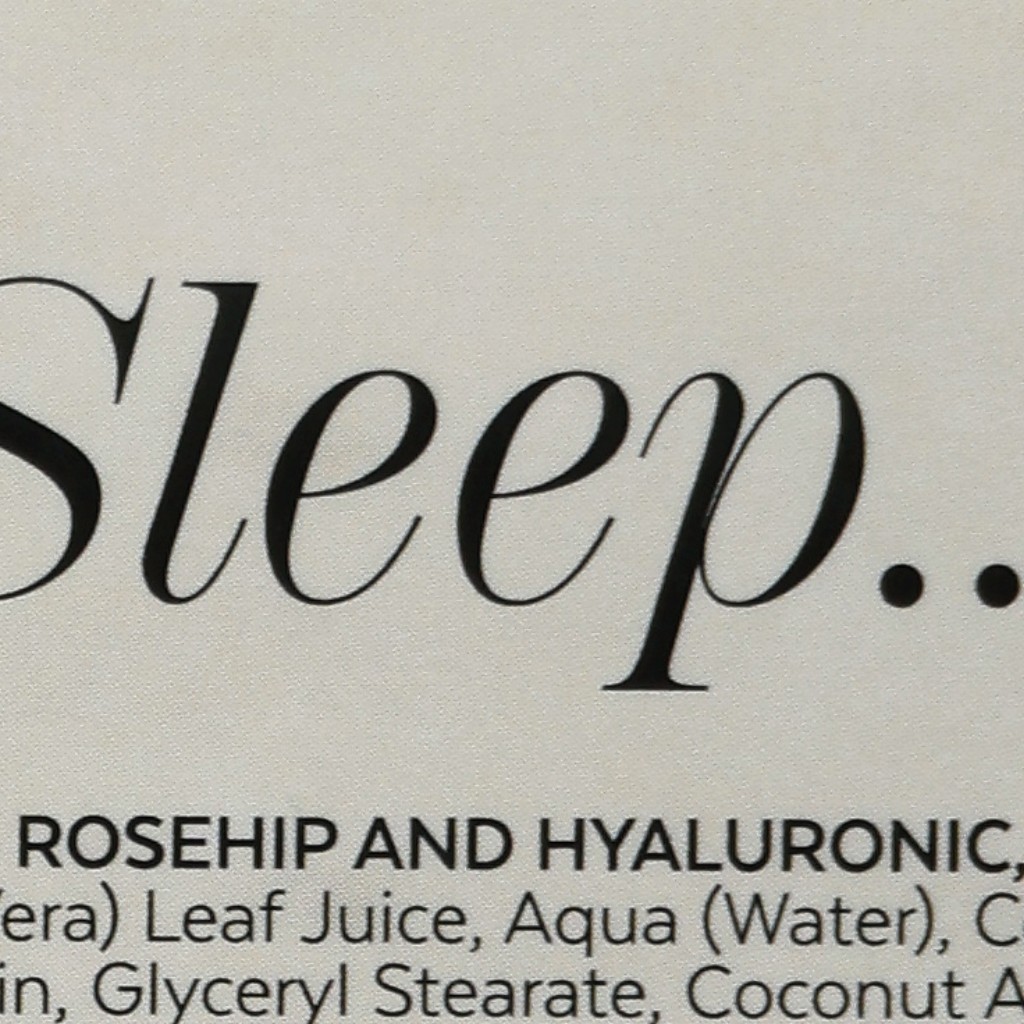 Sleep..
ROSEHIP AND HYALURONIC,
Leaf Juice, Aqua (Water),
Glyceryl Stearate, Coconut